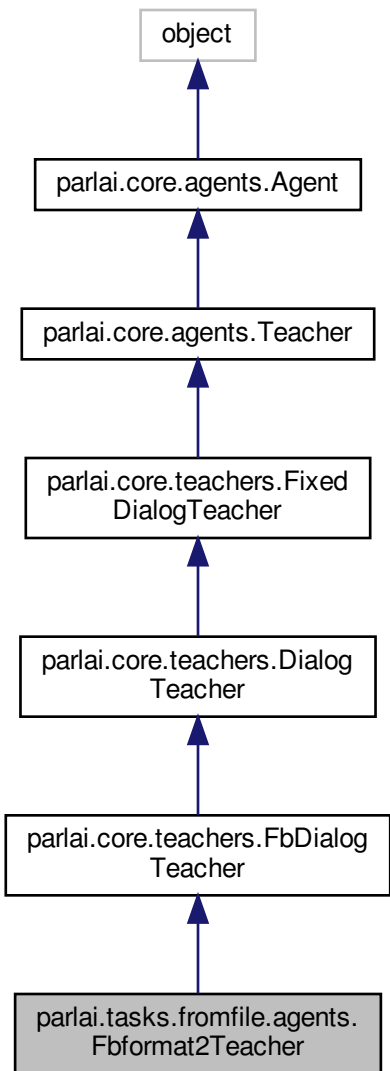 object
parlai.core.agents.Agent
parlai.core.agents.Teacher
parlai.core.teachers.Fixed
DialogTeacher
parlai.core.teachers.Dialog
Teacher
parlai.core.teachers.FbDialog
Teacher
parlai.tasks.fromfile.agents.
Fbformat2Teacher